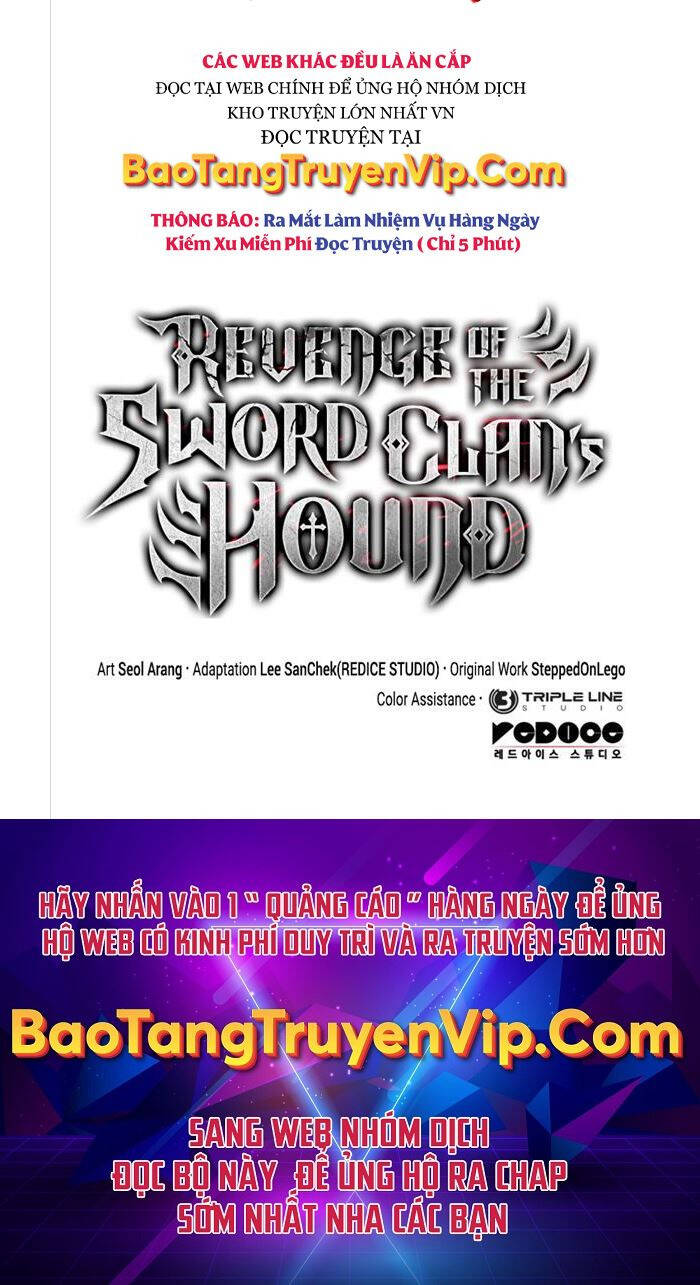 CÁC WEB KHÁC ĐỀU LÀ ĂN CẮP
ĐỌC TẠI WEB CHÍNH ĐỂ ỦNG HỘ NHÓM DỊCH
KHO TRUYỆN LỚN NHẤT VN
ĐỌC TRUYỆN TẠI
BaoTangTruyenVip.Com
THÔNG BÁO: Ra Mắt Làm Nhiệm Vụ Hàng Ngày
Kiếm Xu Miễn Phí Đọc Truyện ( Chỉ 5 Phút)
REVENGE OF THE
SWORD CLAN'S
HOUND
Art Seol Arang · Adaptation Lee SanChek(REDICE STUDIO) · Original Work SteppedOnLego
Color Assistance · 3 TRIPLE LINE
STUDIO
REDICE
레드아이스 스튜디오
HÃY NHẤN VÀO 1 " QUẢNG CÁO " HÀNG NGÀY ĐỂ ỦNG
HỘ WEB CÓ KINH PHÍ DUY TRÌ VÀ RA TRUYỆN SỚM HƠN
BaoTangTruyenVip.Com
SANG WEB NHÓM DỊCH
ĐỌC BỘ NÀY ĐỂ ỦNG HỘ RA CHAP
SỚM NHẤT NHA CÁC BẠN